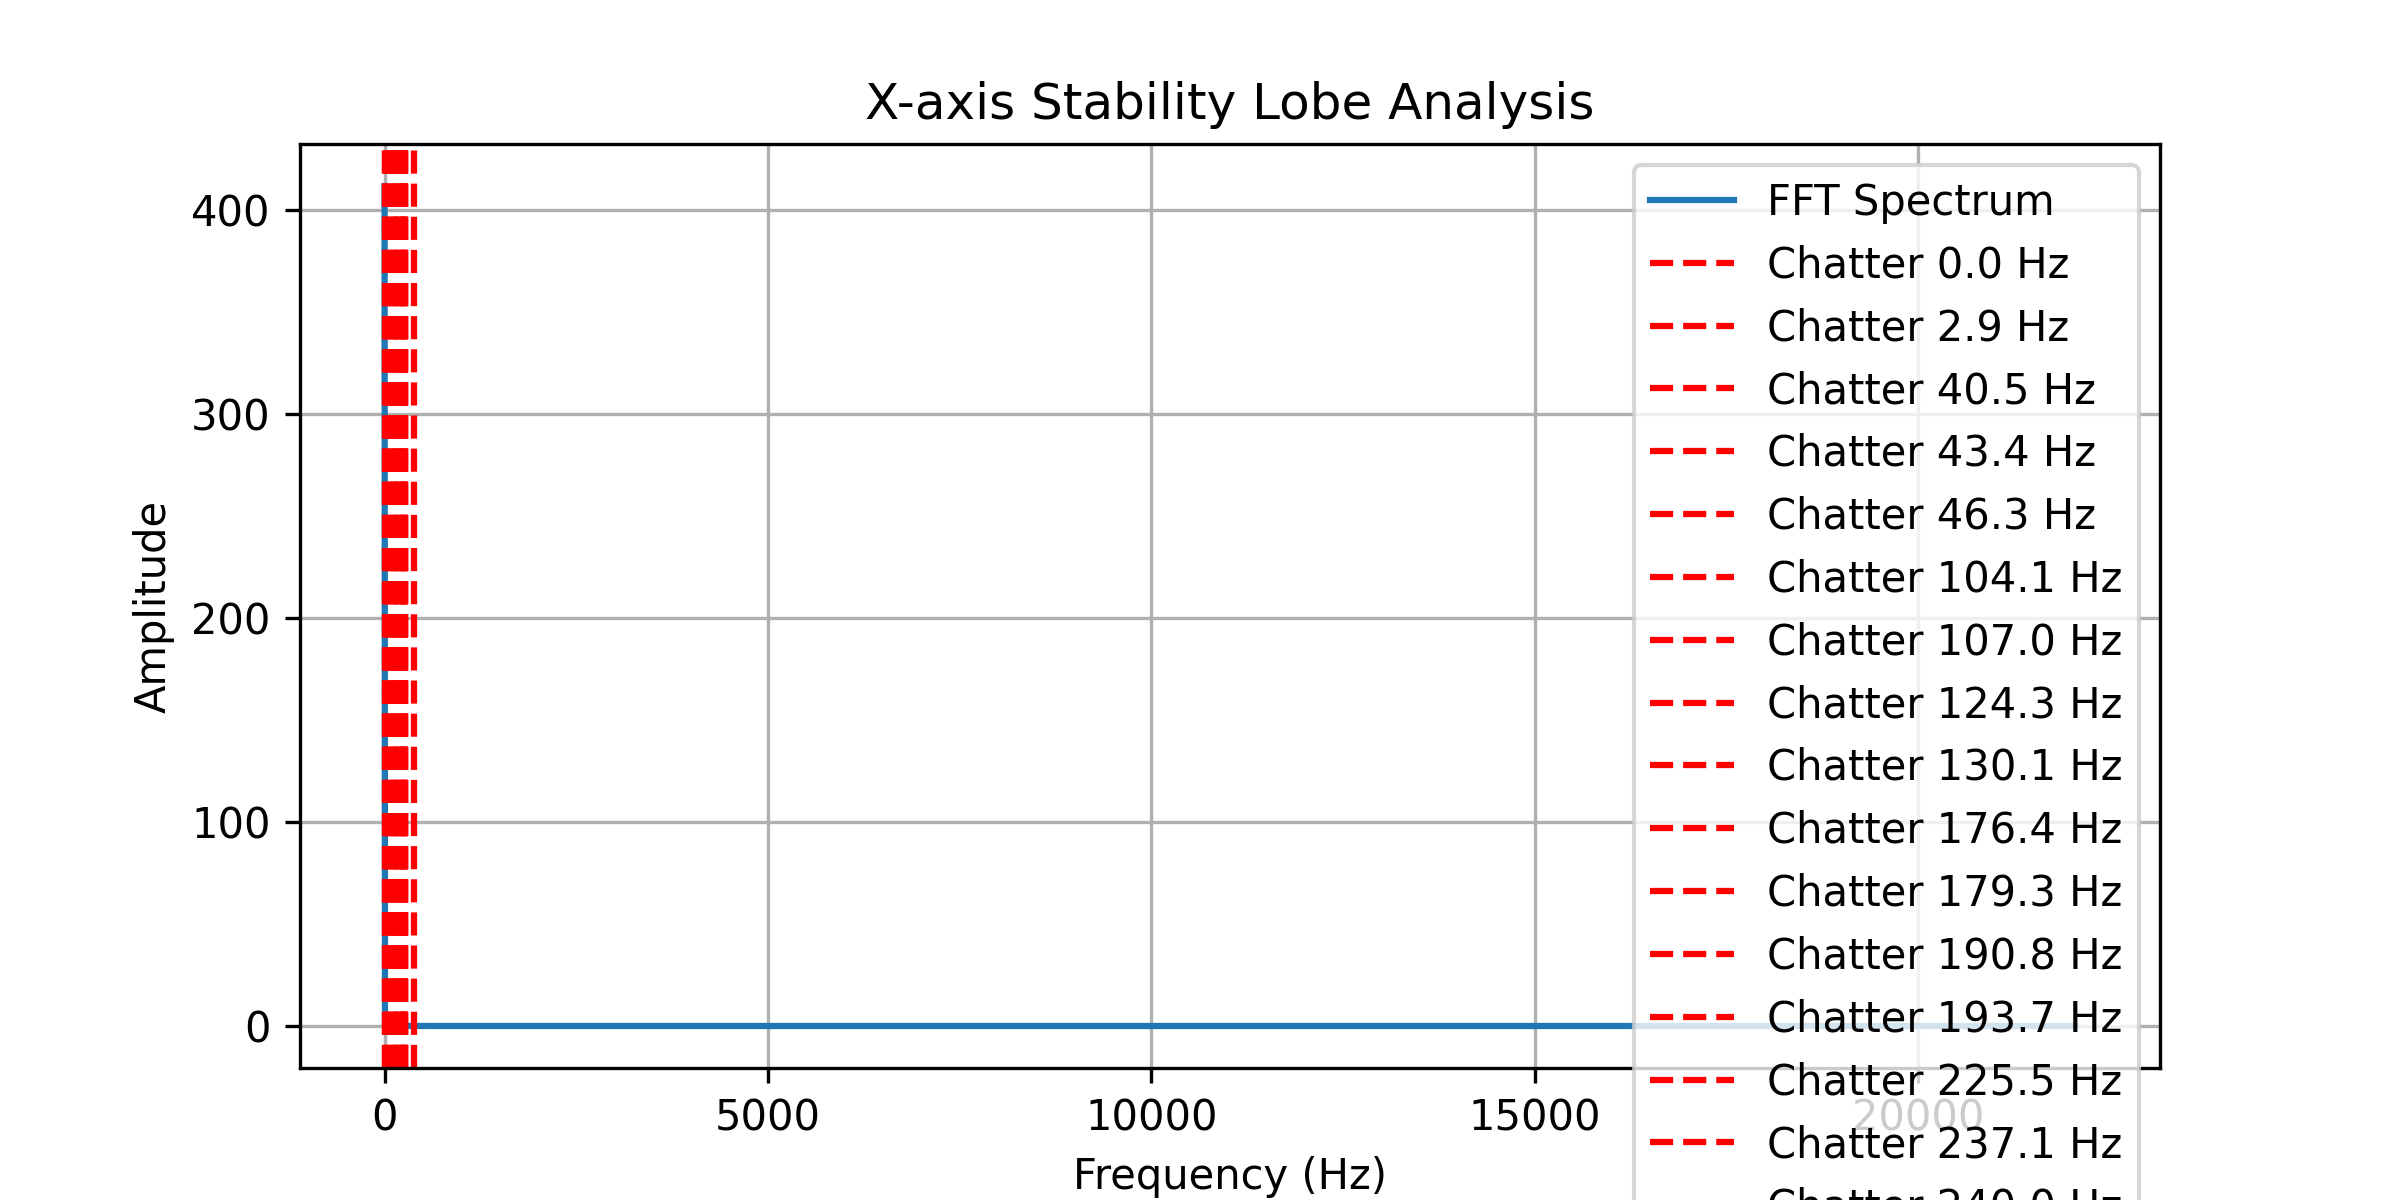 X-axis Stability Lobe Analysis
400
300
200
100
0
Amplitude
0
5000
10000
15000
20000
Frequency (Hz)
FFT Spectrum
Chatter 0.0 Hz
Chatter 2.9 Hz
Chatter 40.5 Hz
Chatter 43.4 Hz
Chatter 46.3 Hz
Chatter 104.1 Hz
Chatter 107.0 Hz
Chatter 124.3 Hz
Chatter 130.1 Hz
Chatter 176.4 Hz
Chatter 179.3 Hz
Chatter 190.8 Hz
Chatter 193.7 Hz
Chatter 225.5 Hz
Chatter 237.1 Hz